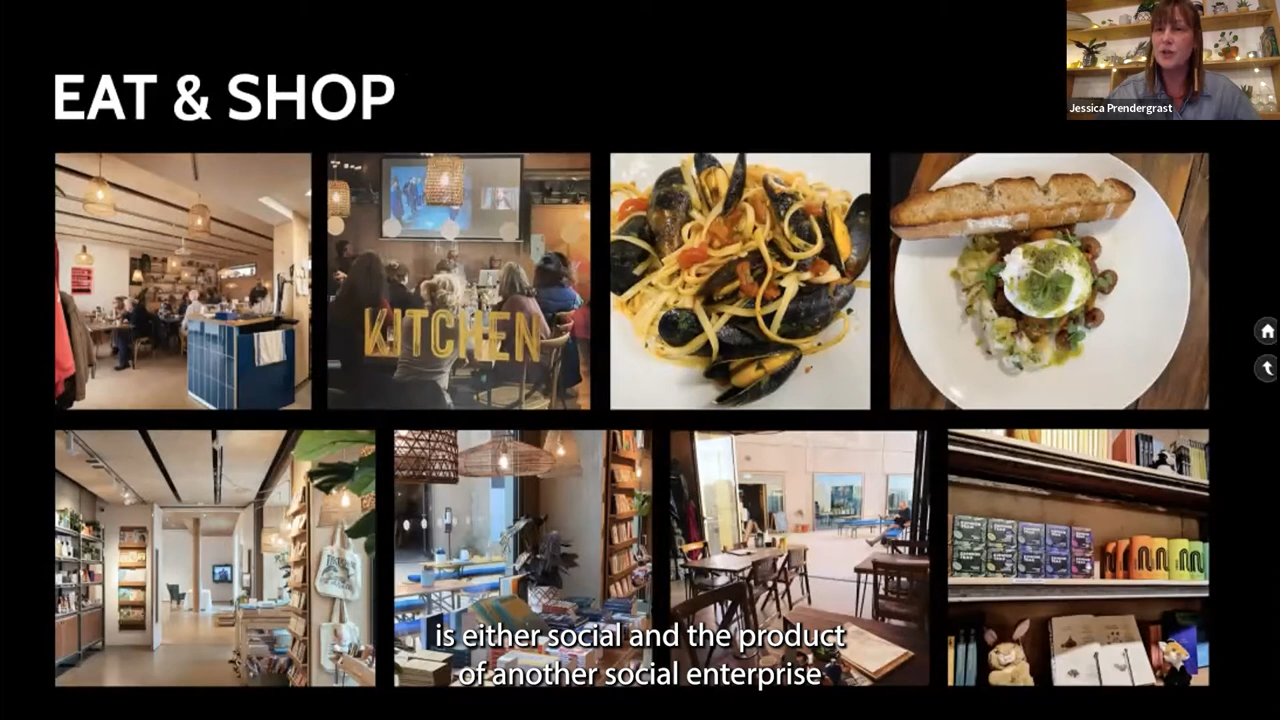 EAT & SHOP
Jessica Prendergrast
KITCHEN
is either social and the product
of another social enterprise